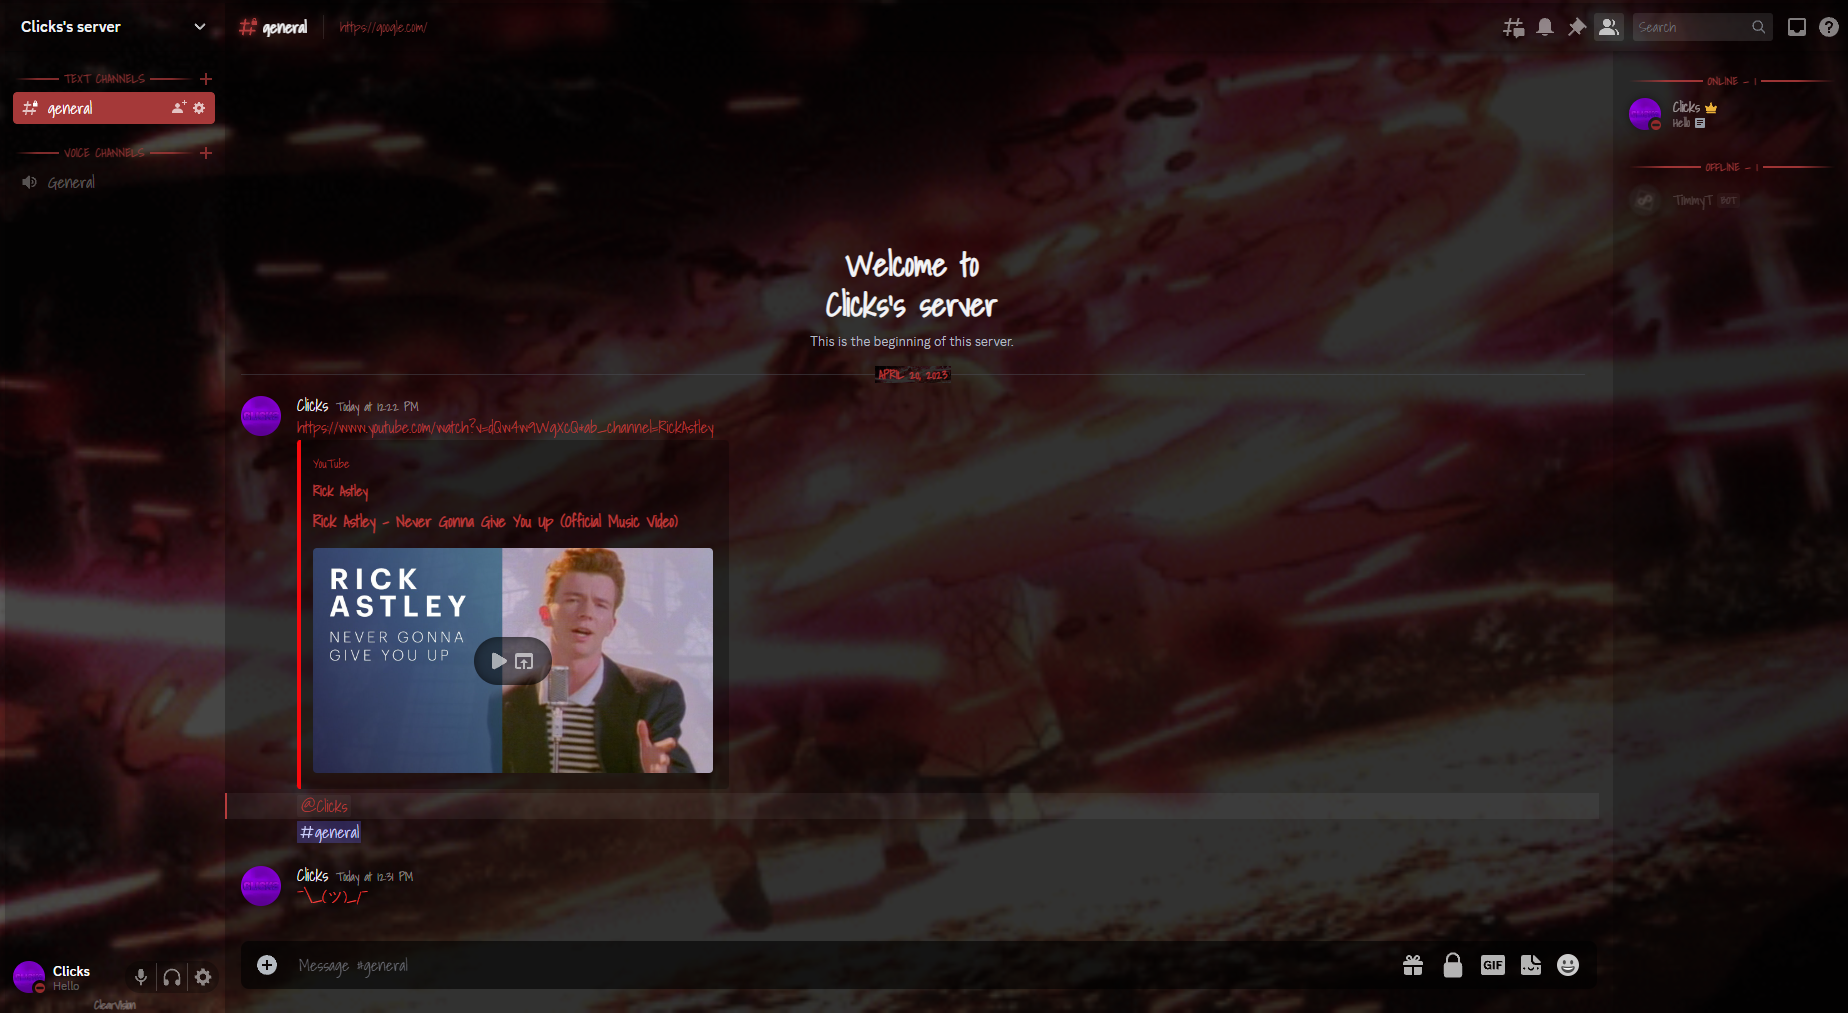 Clicks's server
general
https://google.com/
Search
TEXT CHANNELS
general
VOICE CHANNELS
General
ONLINE — 1
Clicks
Hello
OFFLINE — 1
TimmyT BOT
Welcome to
Clicks's server
This is the beginning of this server.
APRIL 28, 2023
Clicks Today at 12:22 PM
https://www.youtube.com/watch?v=dQw4w9WgXcQ&ab_channel=RickAstley
YouTube
Rick Astley
Rick Astley - Never Gonna Give You Up (Official Music Video)
RICK
ASTLEY
NEVER GONNA
GIVE YOU UP
@Clicks
#general
Clicks Today at 12:31 PM
¯\_(ツ)_/¯
Message #general
GIF
Clicks
Hello
ClearVision